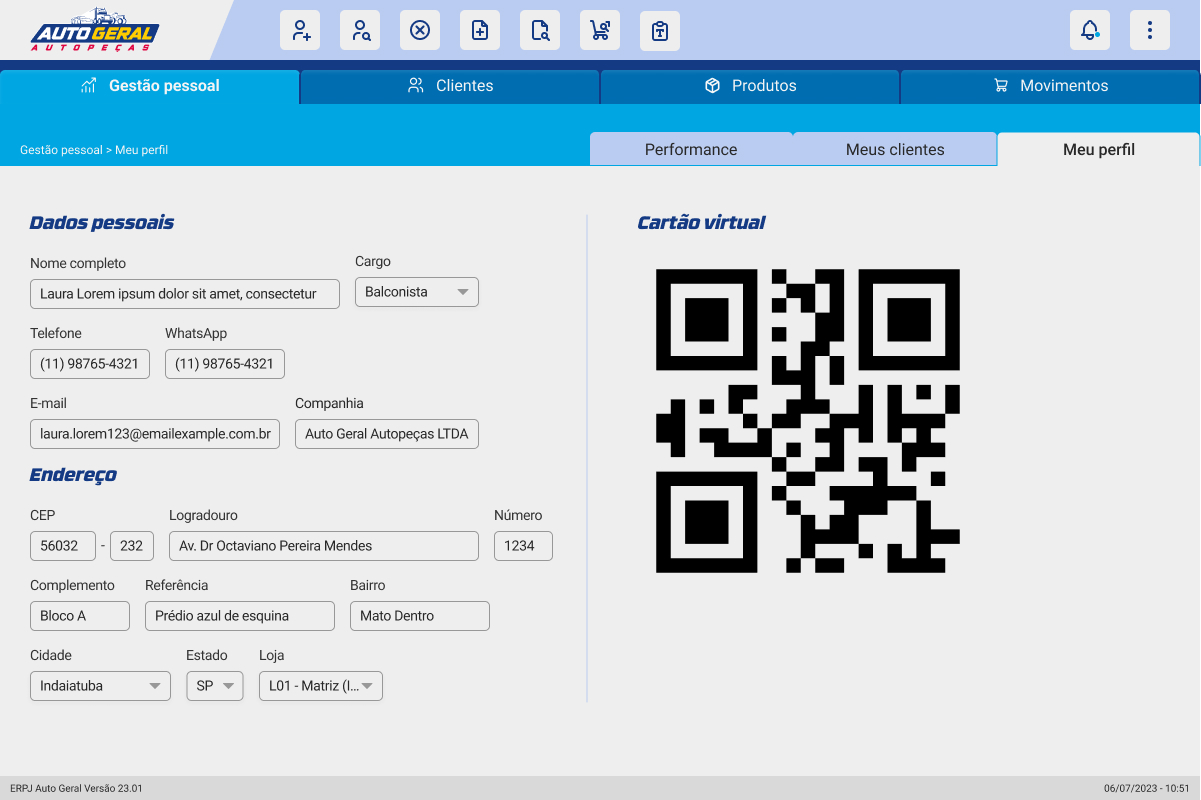 AUTO GERAL
AUTOPEÇAS
Gestão pessoal
Clientes
Produtos
Movimentos
Gestão pessoal > Meu perfil
Performance
Meus clientes
Meu perfil
Dados pessoais
Nome completo
Cargo
Laura Lorem ipsum dolor sit amet, consectetur
Balconista
Telefone
WhatsApp
(11) 98765-4321
(11) 98765-4321
E-mail
Companhia
laura.lorem123@emailexample.com.br
Auto Geral Autopeças LTDA
Endereço
CEP
Logradouro
Número
56032 - 232
Av. Dr Octaviano Pereira Mendes
1234
Complemento
Referência
Bairro
Bloco A
Prédio azul de esquina
Mato Dentro
Cidade
Estado
Loja
Indaiatuba
SP
L01 - Matriz (I...
Cartão virtual
ERPJ Auto Geral Versão 23.01
06/07/2023 - 10:51